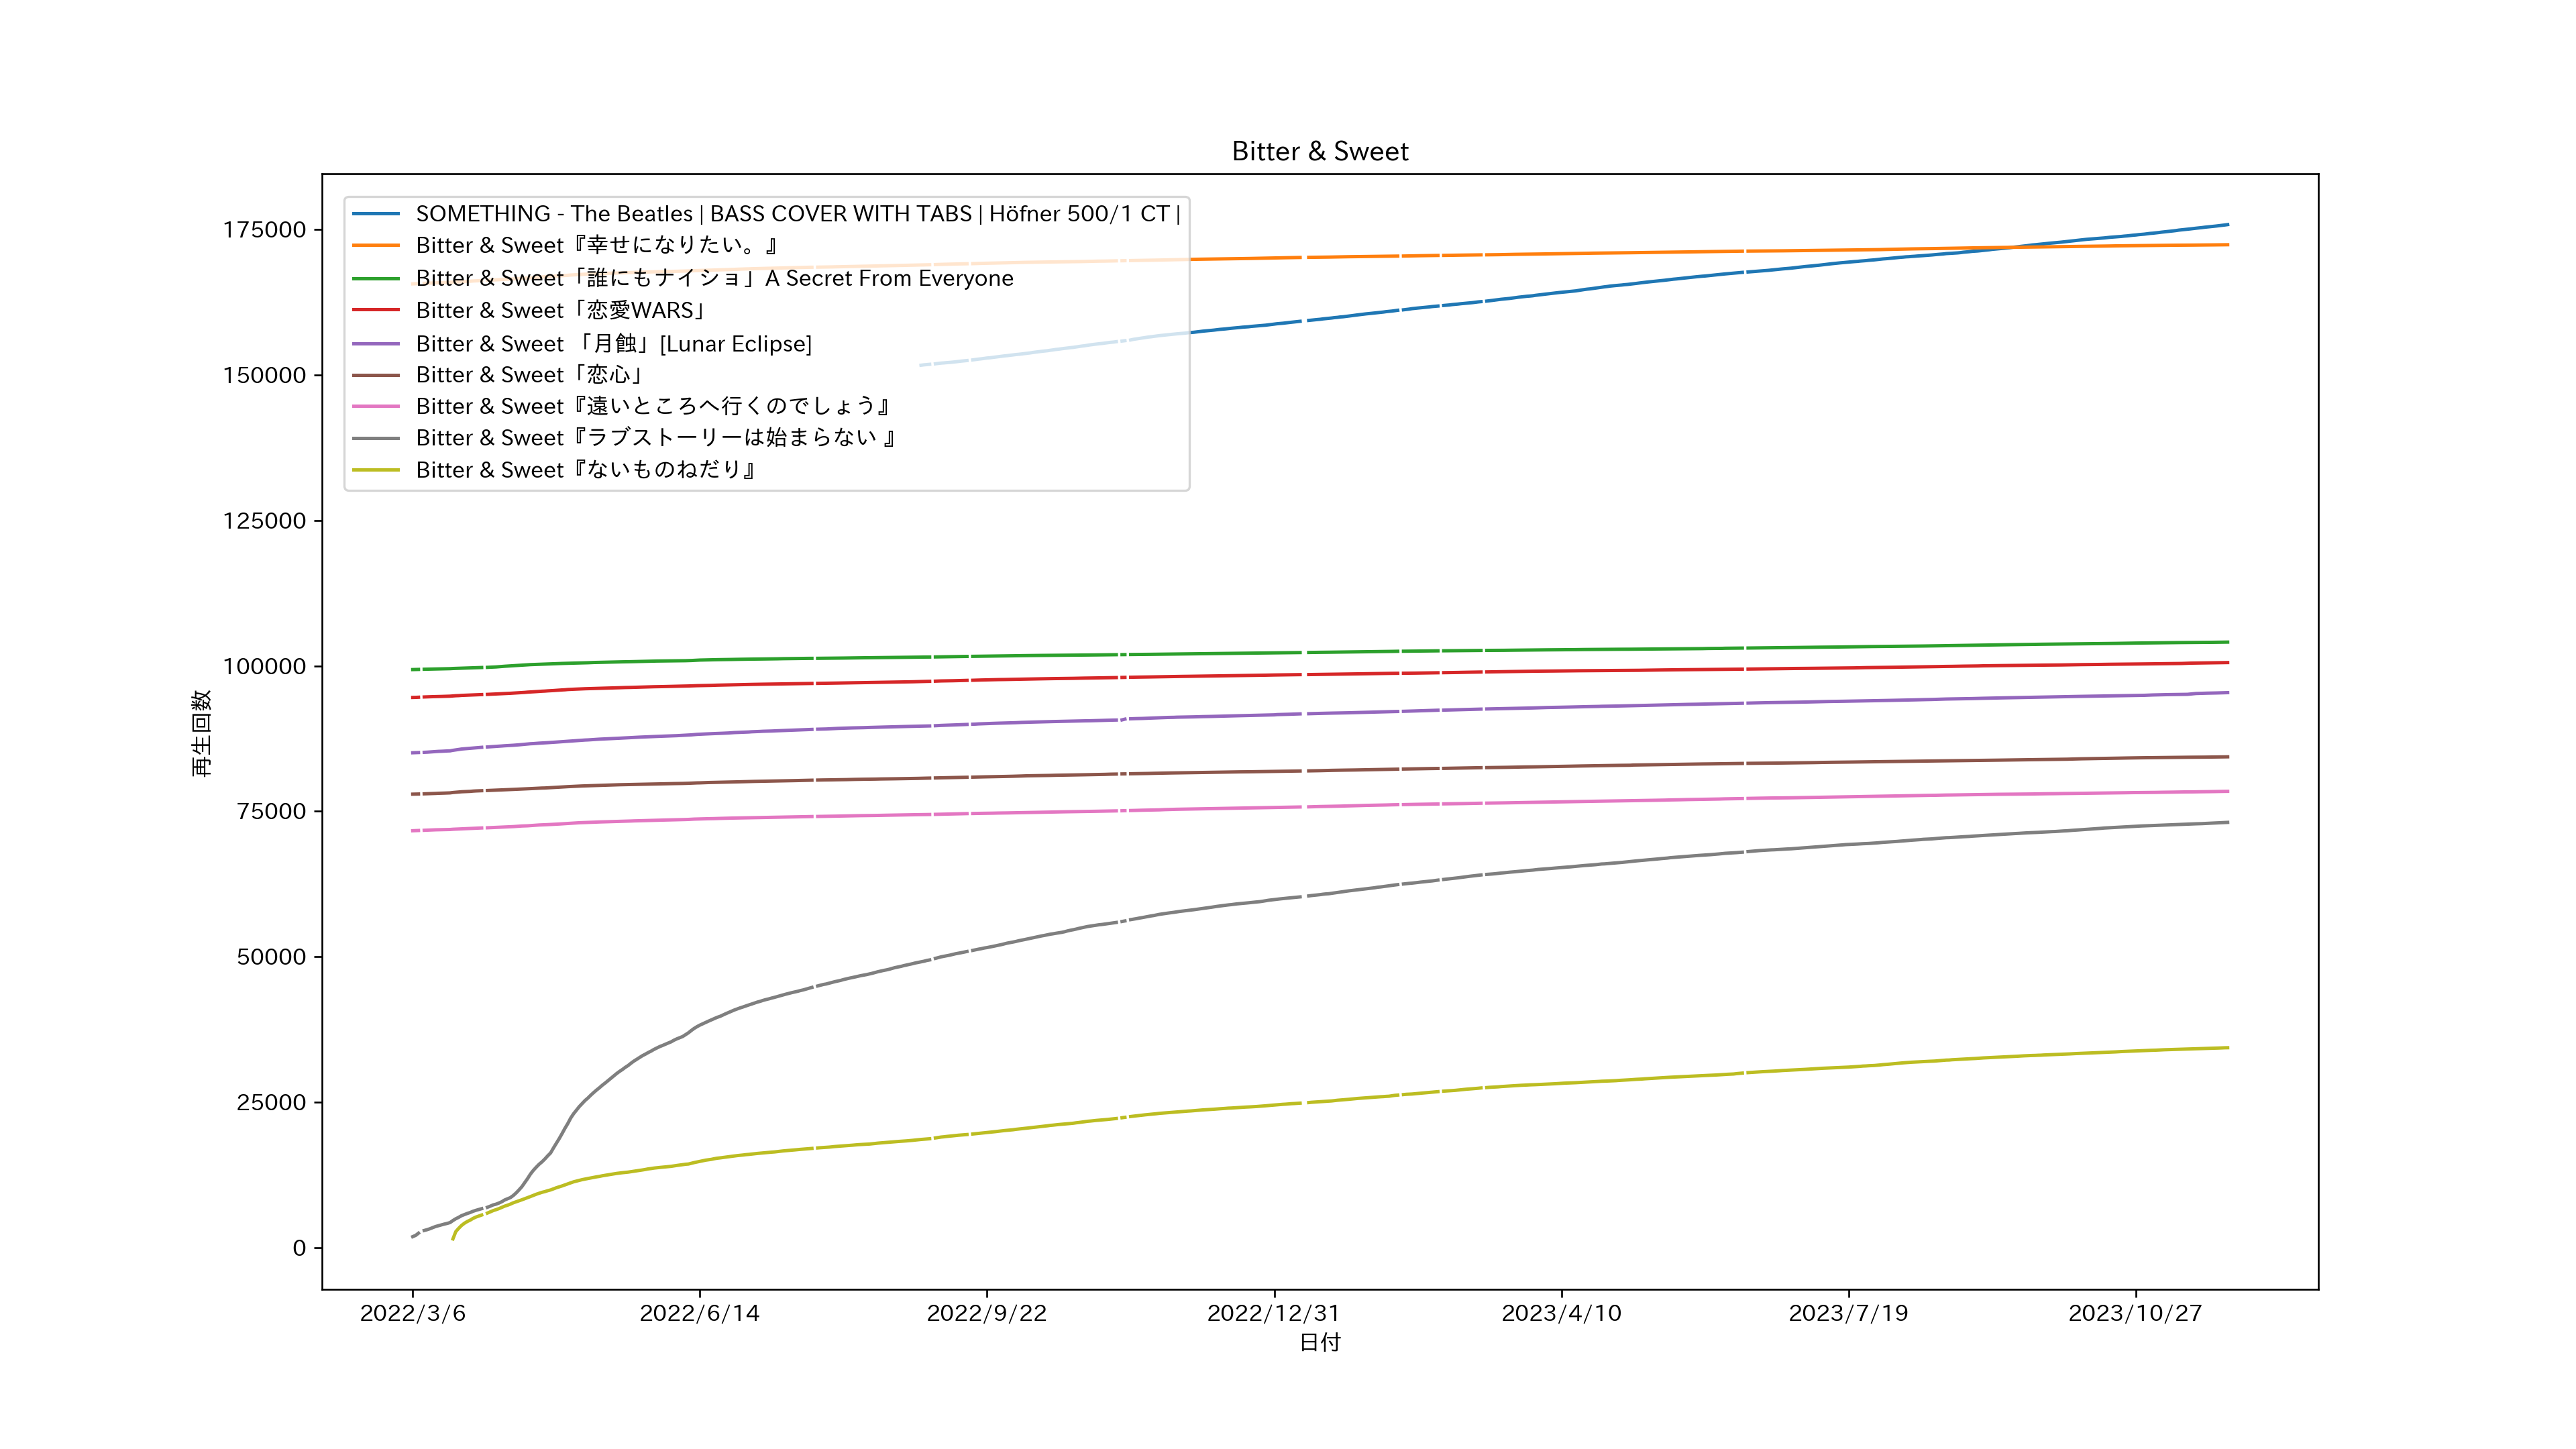 Bitter & Sweet
SOMETHING - The Beatles | BASS COVER WITH TABS | Höfner 500/1 CT |
Bitter & Sweet『幸せになりたい。』
Bitter & Sweet「誰にもナイショ」A Secret From Everyone
Bitter & Sweet「恋愛WARS」
Bitter & Sweet 「月蝕」[Lunar Eclipse]
Bitter & Sweet「恋心」
Bitter & Sweet『遠いところへ行くのでしょう』
Bitter & Sweet『ラブストーリーは始まらない 』
Bitter & Sweet『ないものねだり』
175000
150000
125000
100000
75000
50000
25000
0
再生回数
2022/3/6 2022/6/14 2022/9/22 2022/12/31 2023/4/10 2023/7/19 2023/10/27
日付